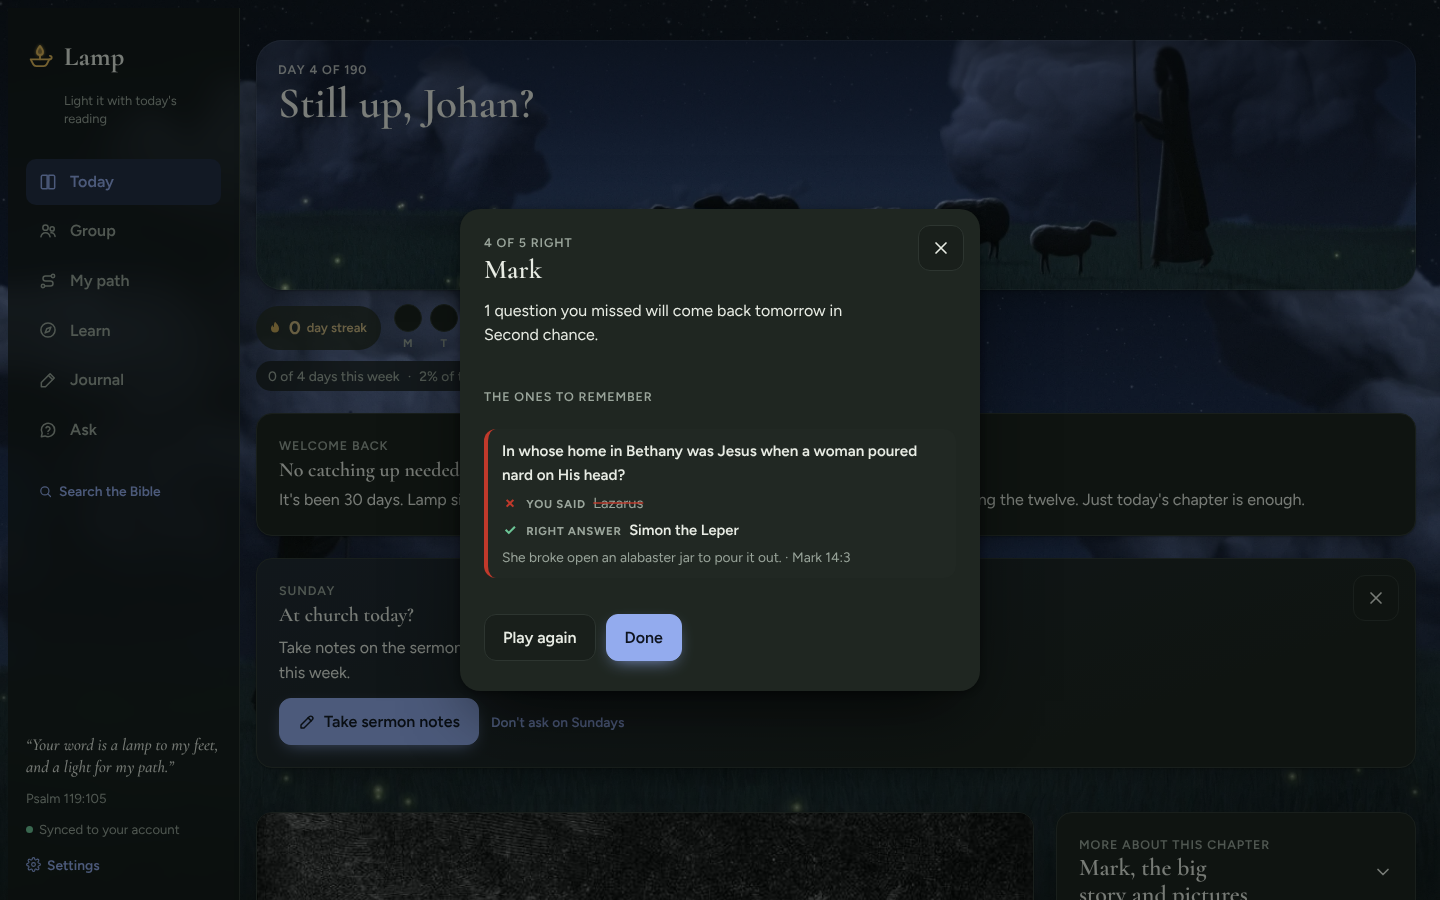 Lamp
Light it with today's
reading
Today
Group
My path
Learn
Journal
Ask
Search the Bible
“Your word is a lamp to my feet,
and a light for my path.”
Psalm 119:105
Synced to your account
Settings
DAY 4 OF 190
Still up, Johan?
0 day streak
M T
0 of 4 days this week · 2% of
WELCOME BACK
No catching up needed
It's been 30 days. Lamp
ng the twelve. Just today's chapter is enough.
SUNDAY
At church today?
Take notes on the sermon
this week.
Take sermon notes
Don't ask on Sundays
MORE ABOUT THIS CHAPTER
Mark, the big
story and pictures
4 OF 5 RIGHT
Mark
1 question you missed will come back tomorrow in
Second chance.
THE ONES TO REMEMBER
In whose home in Bethany was Jesus when a woman poured
nard on His head?
YOU SAID Lazarus
RIGHT ANSWER Simon the Leper
She broke open an alabaster jar to pour it out. · Mark 14:3
Play again
Done